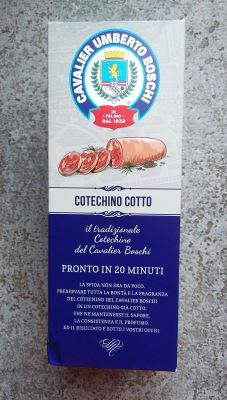 CAVALIER UMBERTO BOSCHI
IN
FELINO
DAL 1922
COTECHINO COTTO
il tradizionale
Cotechino
del Cavalier Boschi
PRONTO IN 20 MINUTI
LA SFIDA NON ERA DA POCO.
PRESERVARE TUTTA LA BONTÀ E LA FRAGRANZA
DEL COTECHINO DEL CAVALIER BOSCHI
IN UN COTECHINO GIÀ COTTO,
CHE NE MANTENESSE IL SAPORE,
LA CONSISTENZA E IL PROFUMO.
ED IL RISULTATO È SOTTO I VOSTRI OCCHI.